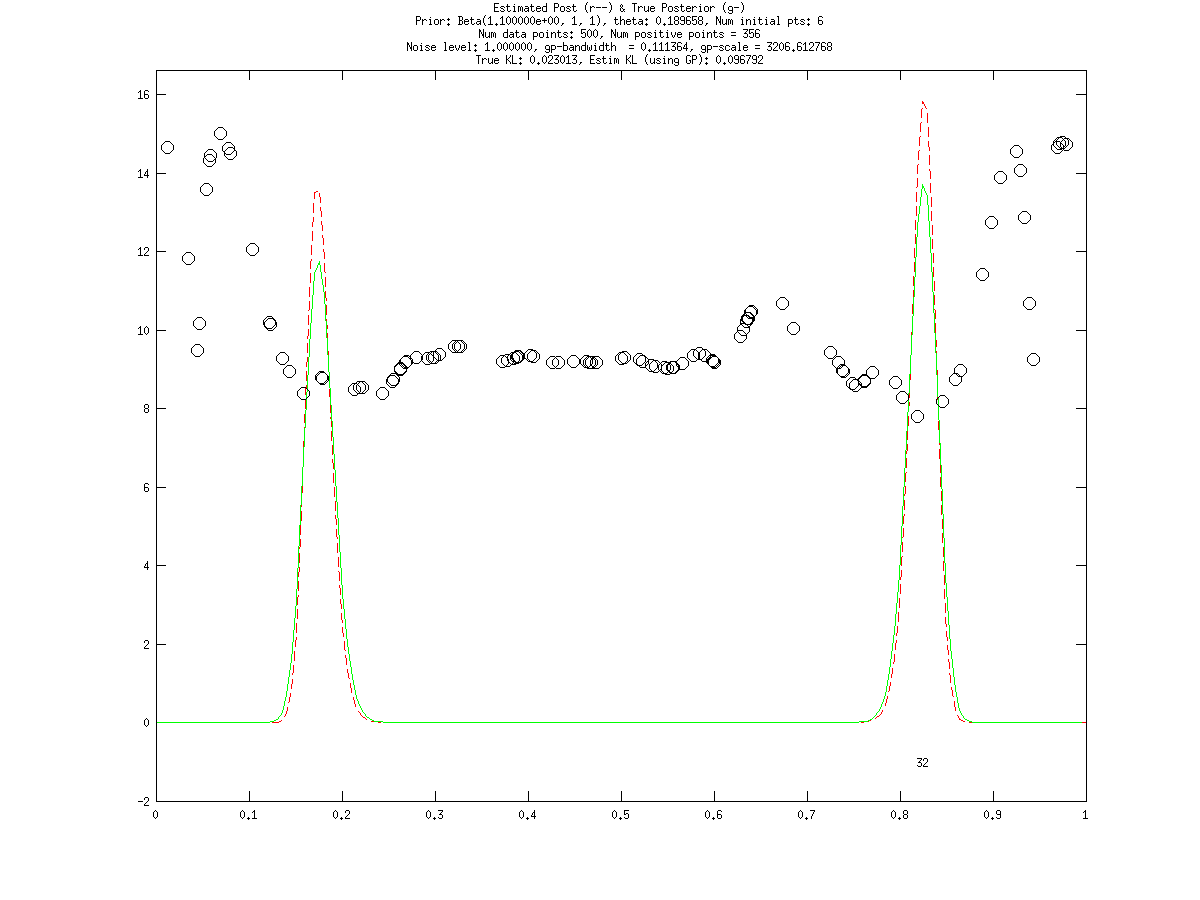 Estimated Post (r--) & True Posterior (g-)
Prior: Beta(1.100000e+00, 1, 1), theta: 0.189658, Num initial pts: 6
Num data points: 500, Num positive points = 356
Noise level: 1.000000, gp-bandwidth  = 0.111364, gp-scale = 3206.612768
True KL: 0.023013, Estim KL (using GP): 0.096792
16
14
12
10
8
6
4
2
0
32
-2
0 0.1 0.2 0.3 0.4 0.5 0.6 0.7 0.8 0.9 1